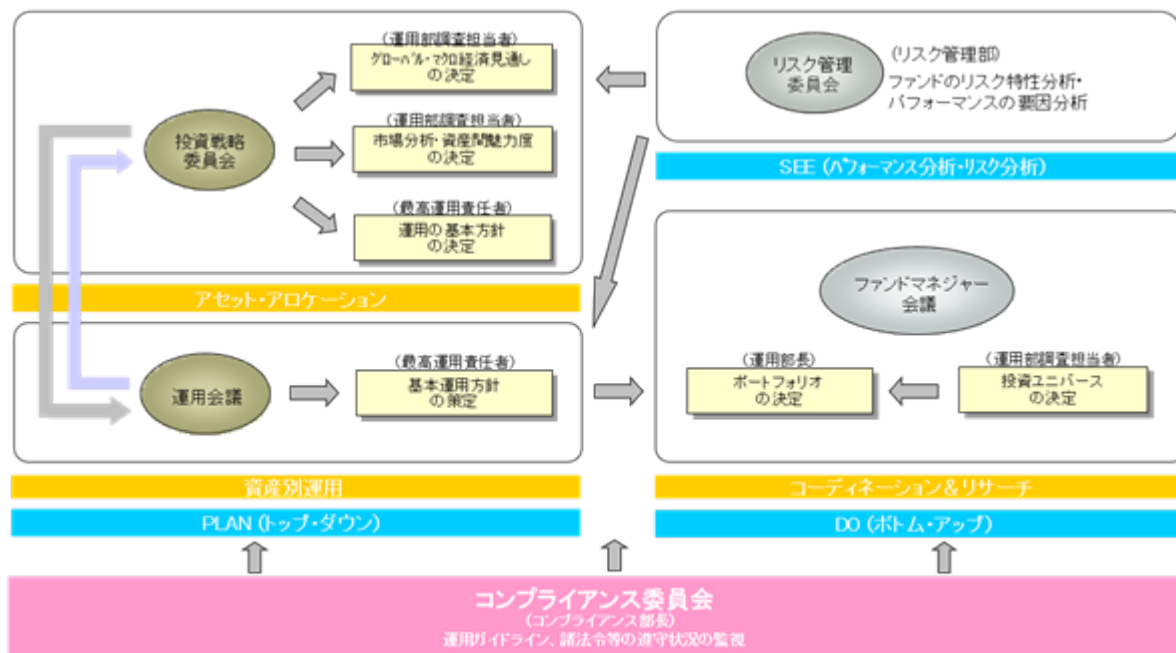 (運用部調査担当者)
グローバル・マクロ経済見通し
の決定
投資戦略
委員会
(運用部調査担当者)
市場分析・資産間魅力度
の決定
(最高運用責任者)
運用の基本方針
の決定
アセット・アロケーション
リスク管理
委員会
(リスク管理部)
ファンドのリスク特性分析・
パフォーマンスの要因分析
SEE (パフォーマンス分析・リスク分析)
運用会議
(最高運用責任者)
基本運用方針
の策定
資産別運用
PLAN (トップ・ダウン)
ファンドマネジャー
会議
(運用部長)
ポートフォリオ
の決定
(運用部調査担当者)
投資ユニバース
の決定
コーディネーション&リサーチ
DO (ボトム・アップ)
コンプライアンス委員会
(コンプライアンス部長)
運用ガイドライン、諸法令等の遵守状況の監視